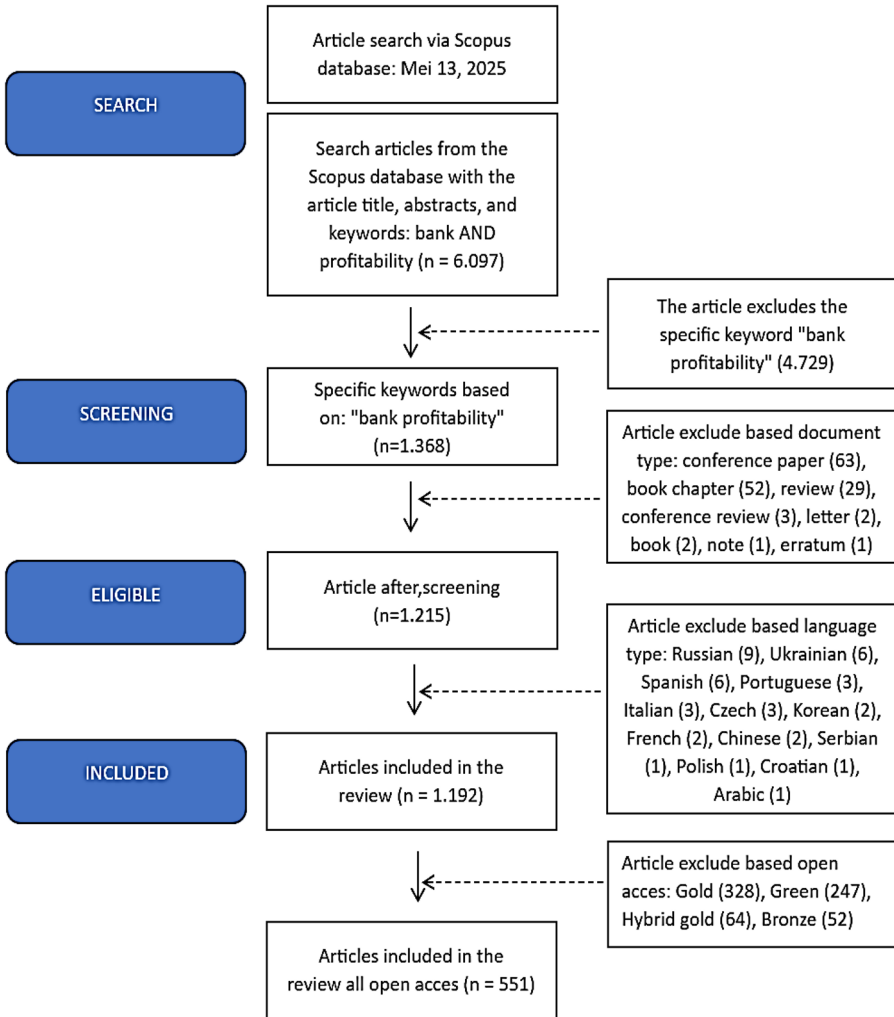 Article search via Scopus
database: Mei 13, 2025
SEARCH
Search articles from the
Scopus database with the
article title, abstracts, and
keywords: bank AND
profitability (n = 6.097)
The article excludes the
specific keyword "bank
profitability" (4.729)
SCREENING
Specific keywords based
on: "bank profitability"
(n=1.368)
Article exclude based document
type: conference paper (63),
book chapter (52), review (29),
conference review (3), letter (2),
book (2), note (1), erratum (1)
ELIGIBLE
Article after,screening
(n=1.215)
Article exclude based language
type: Russian (9), Ukrainian (6),
Spanish (6), Portuguese (3),
Italian (3), Czech (3), Korean (2),
French (2), Chinese (2), Serbian
(1), Polish (1), Croatian (1),
Arabic (1)
INCLUDED
Articles included in the
review (n = 1.192)
Article exclude based open
acces: Gold (328), Green (247),
Hybrid gold (64), Bronze (52)
Articles included in the
review all open acces (n = 551)